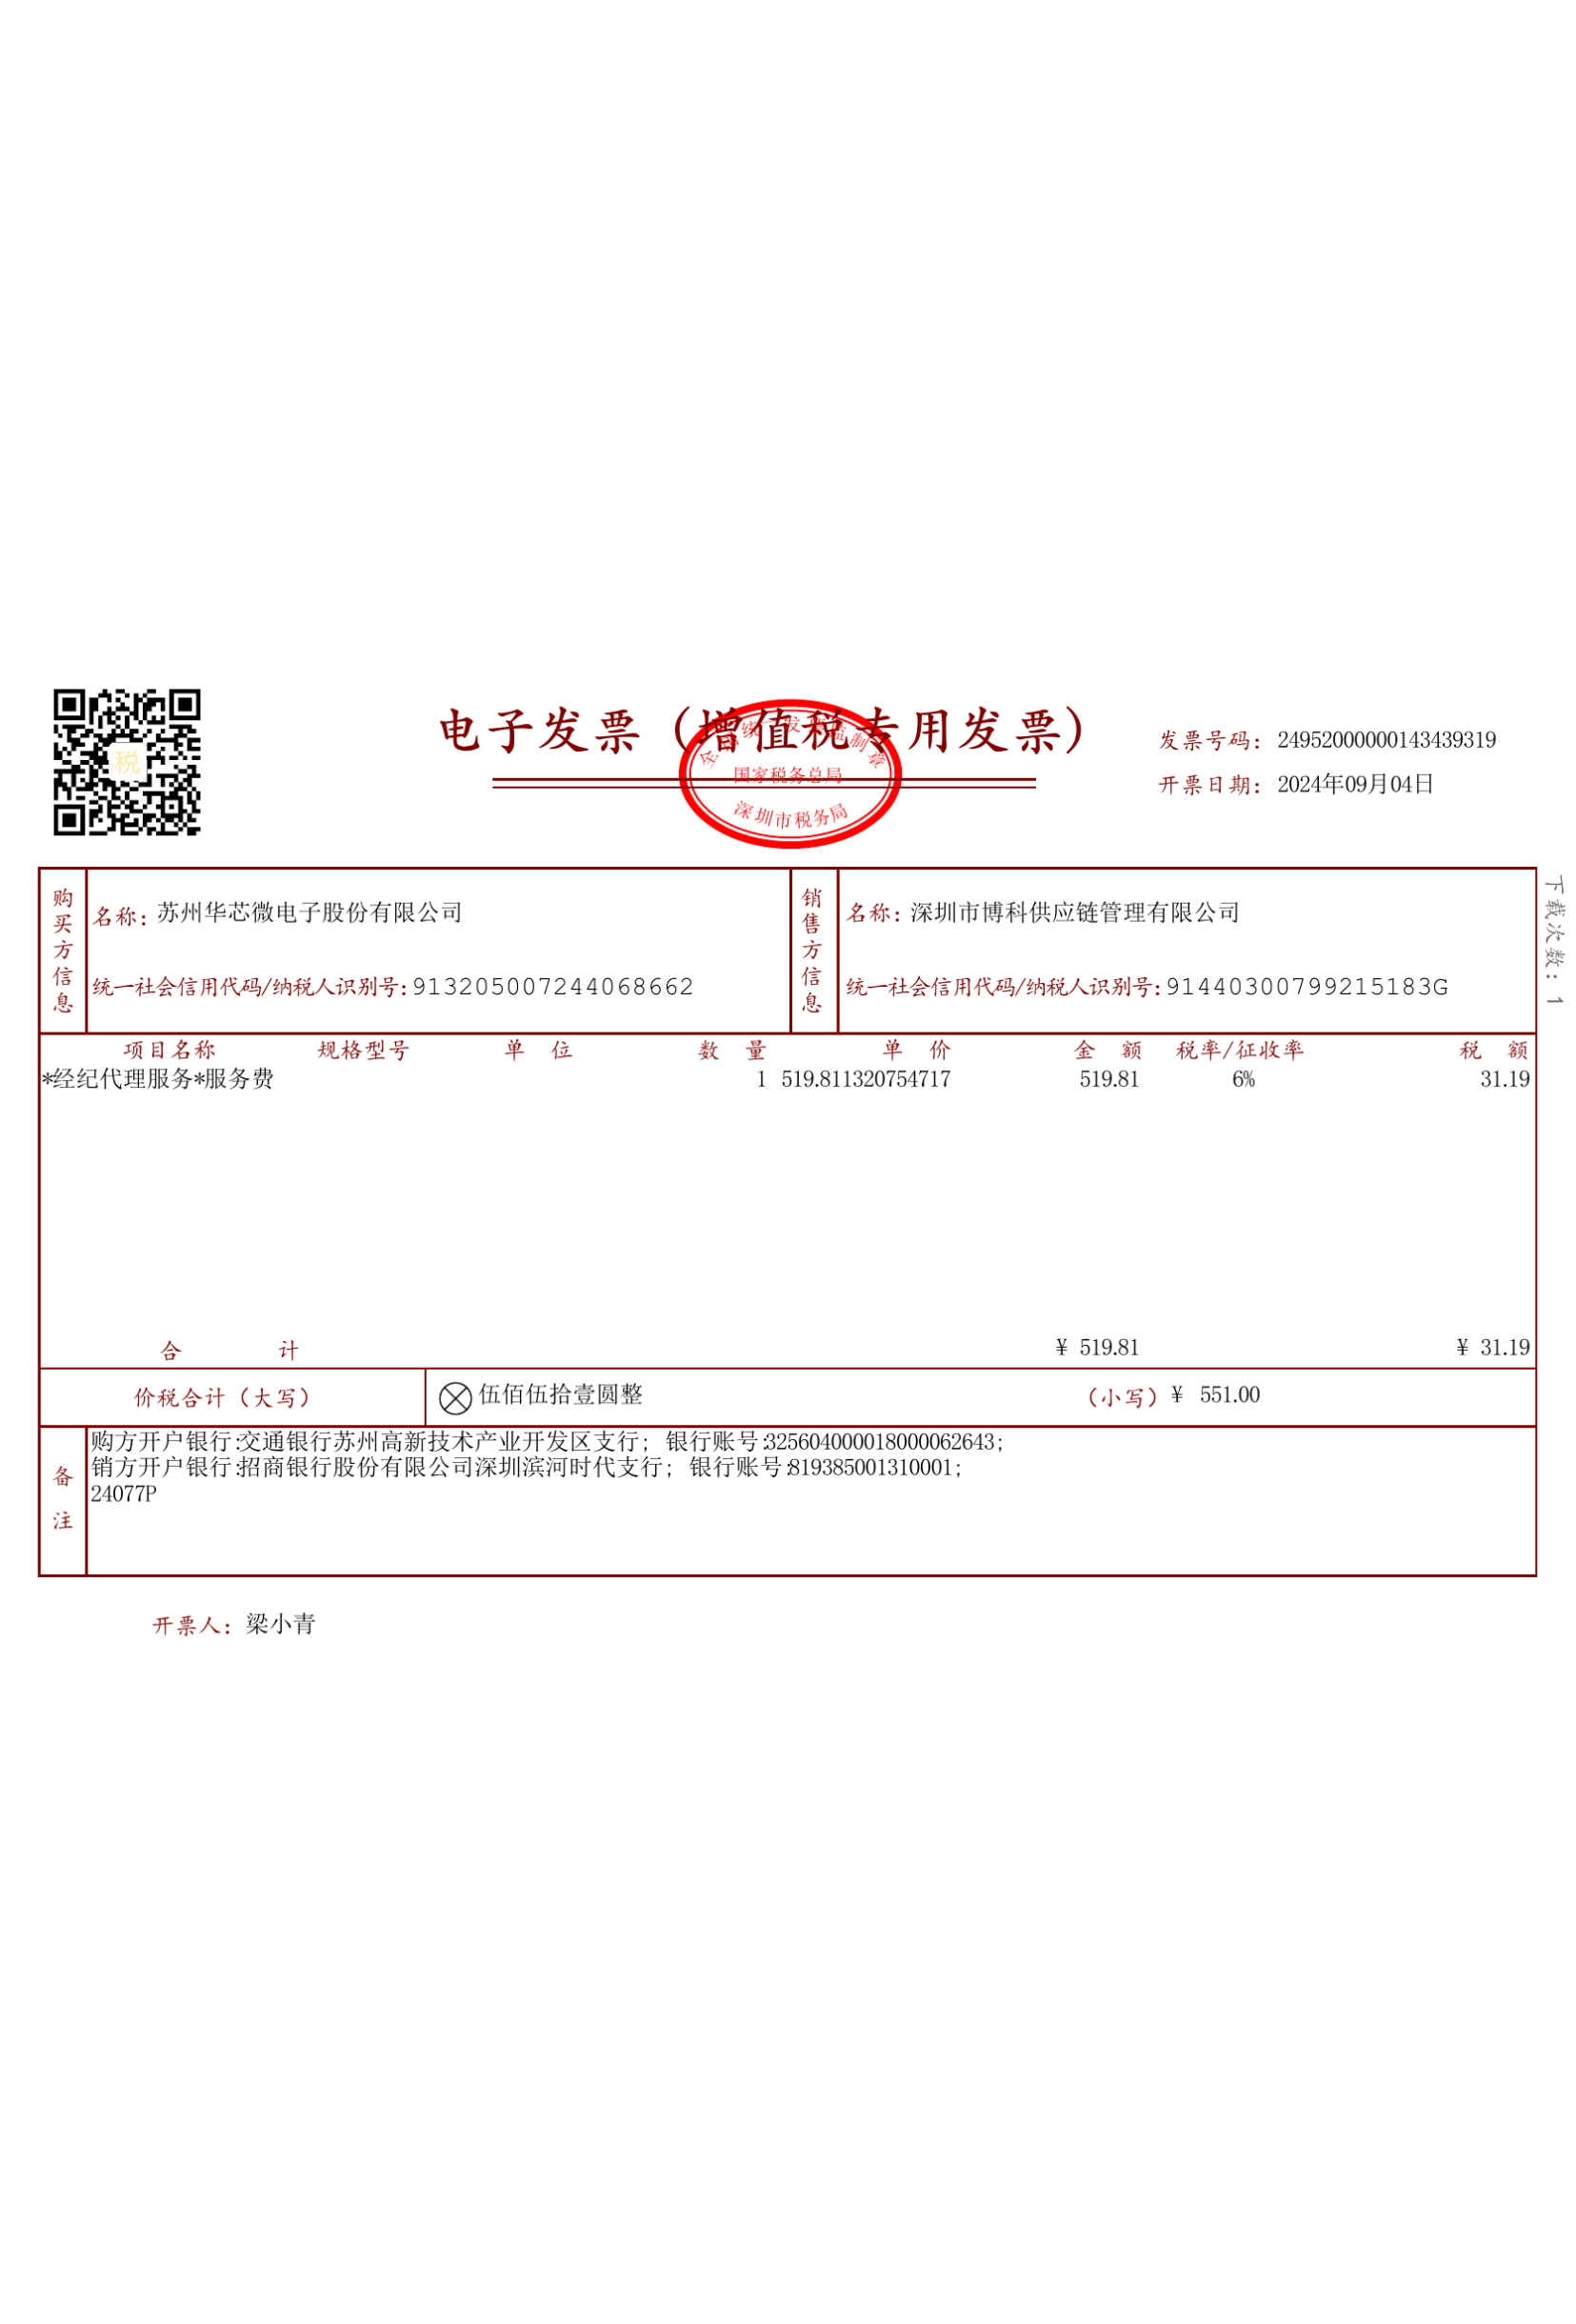 税
电子发票（增值税专用发票）
全国统一发票监制章
国家税务总局
深圳市税务局
发票号码：24952000000143439319
开票日期：2024年09月04日
下载次数：1
购买方信息
名称：苏州华芯微电子股份有限公司
统一社会信用代码/纳税人识别号：913205007244068662
销售方信息
名称：深圳市博科供应链管理有限公司
统一社会信用代码/纳税人识别号：91440300799215183G
项目名称 规格型号 单 位 数 量 单 价 金 额 税率/征收率 税 额
*经纪代理服务*服务费 1 519.811320754717 519.81 6% 31.19
合 计 ¥ 519.81 ¥ 31.19
价税合计（大写） 伍佰伍拾壹圆整 （小写）¥ 551.00
备注
购方开户银行:交通银行苏州高新技术产业开发区支行; 银行账号:325604000018000062643;
销方开户银行:招商银行股份有限公司深圳滨河时代支行; 银行账号:819385001310001;
24077P
开票人：梁小青